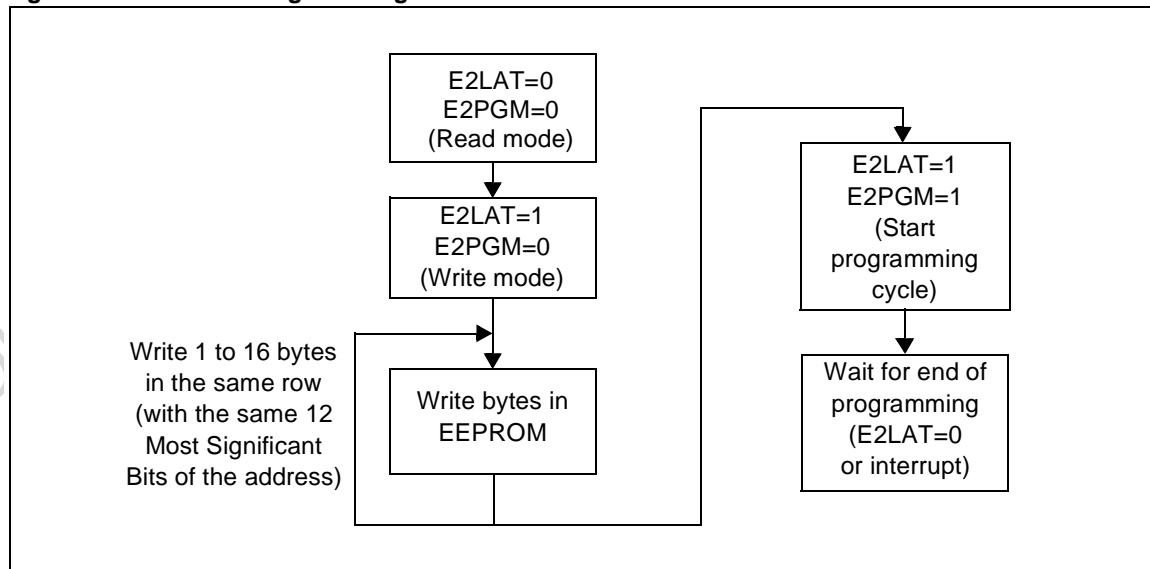 E2LAT=0
E2PGM=0
(Read mode)
E2LAT=1
E2PGM=0
(Write mode)
Write 1 to 16 bytes
in the same row
(with the same 12
Most Significant
Bits of the address)
Write bytes in
EEPROM
E2LAT=1
E2PGM=1
(Start
programming
cycle)
Wait for end of
programming
(E2LAT=0
or interrupt)